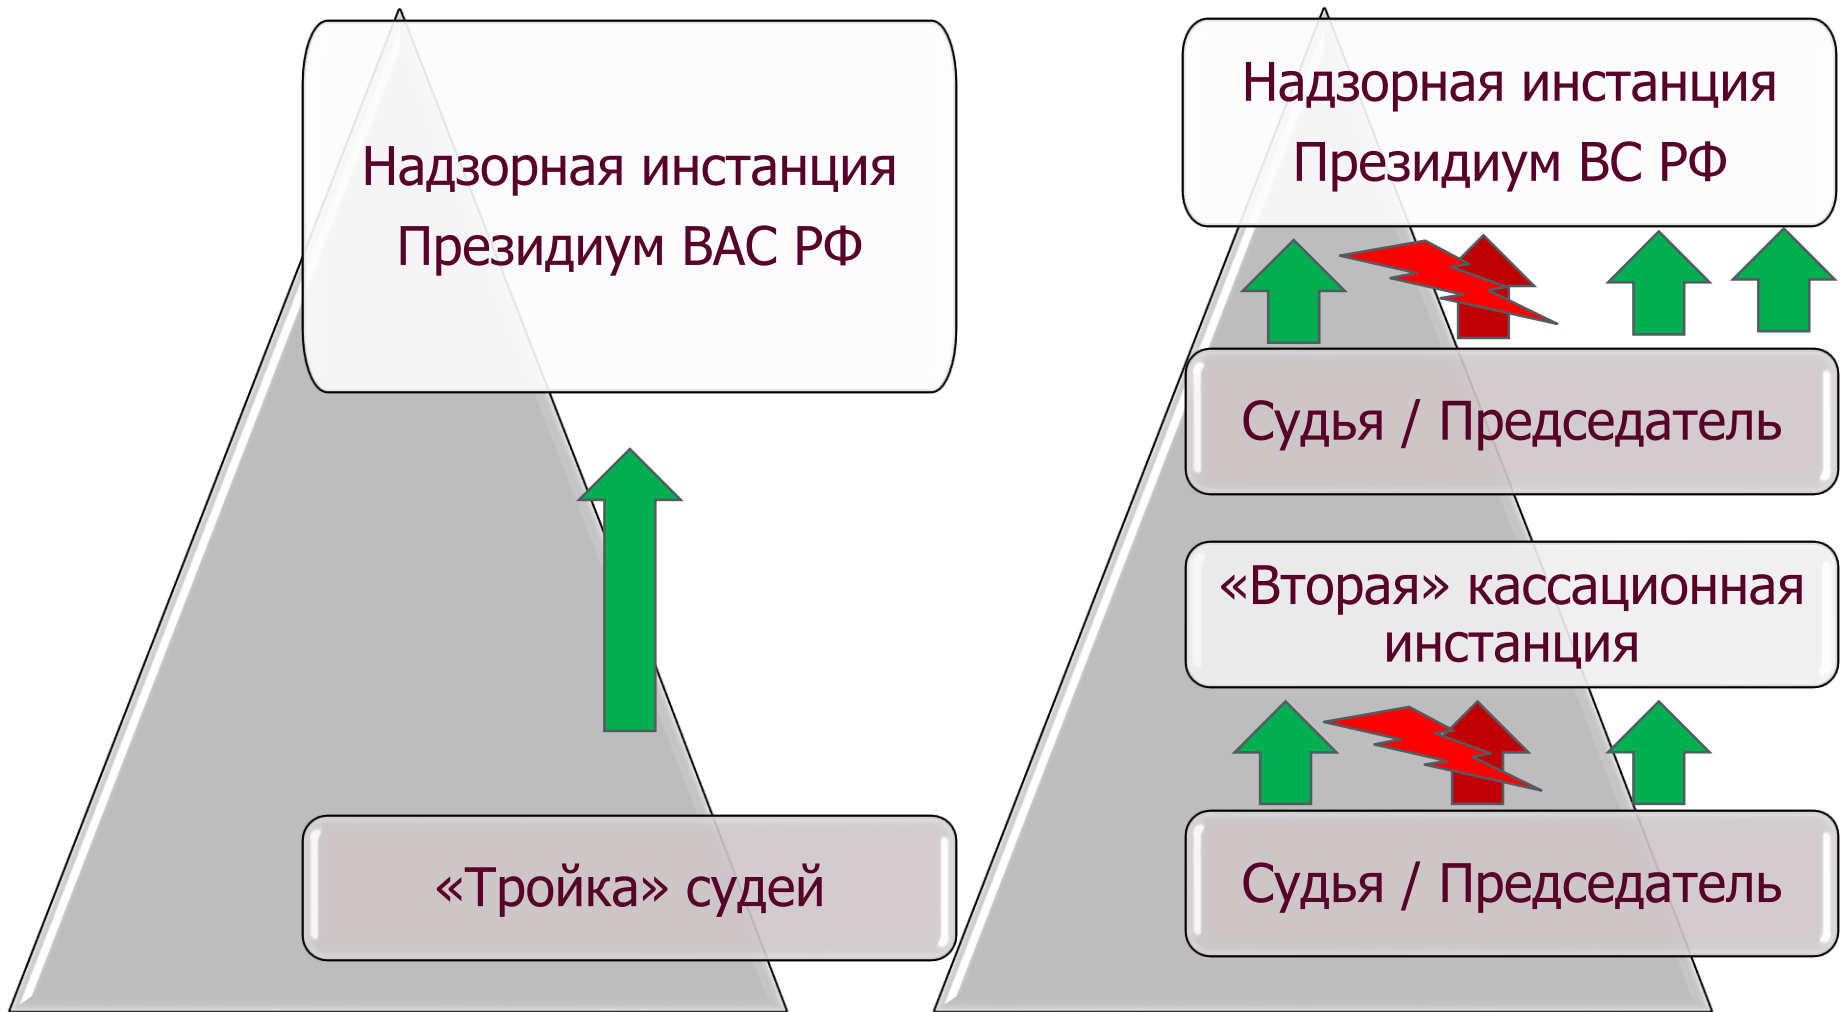 Надзорная инстанция
Президиум ВАС РФ
«Тройка» судей
Надзорная инстанция
Президиум ВС РФ
Судья / Председатель
«Вторая» кассационная
инстанция
Судья / Председатель